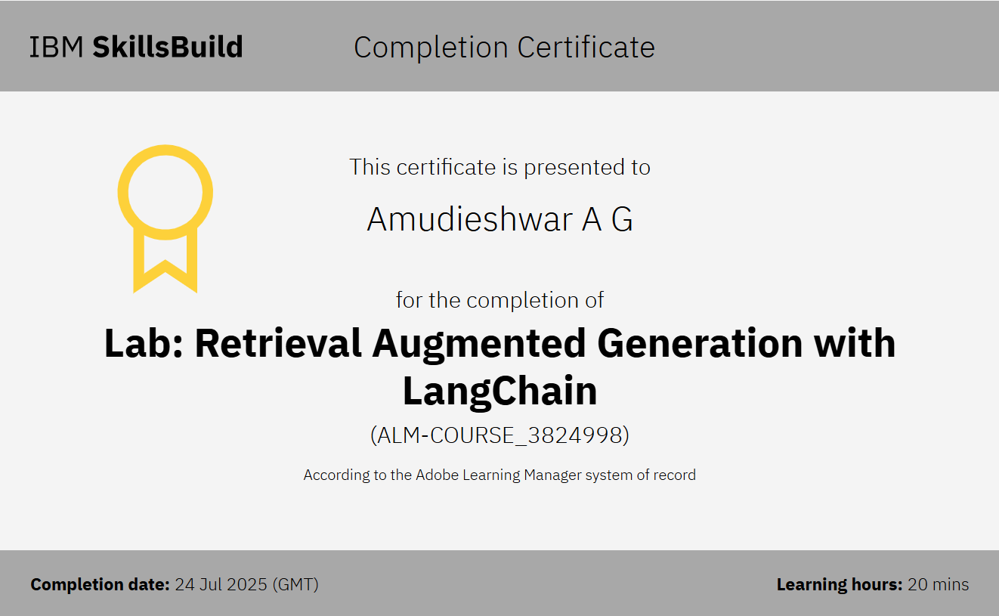 IBM SkillsBuild
Completion Certificate
This certificate is presented to
Amudieshwar A G
for the completion of
Lab: Retrieval Augmented Generation with
LangChain
(ALM-COURSE_3824998)
According to the Adobe Learning Manager system of record
Completion date: 24 Jul 2025 (GMT)
Learning hours: 20 mins